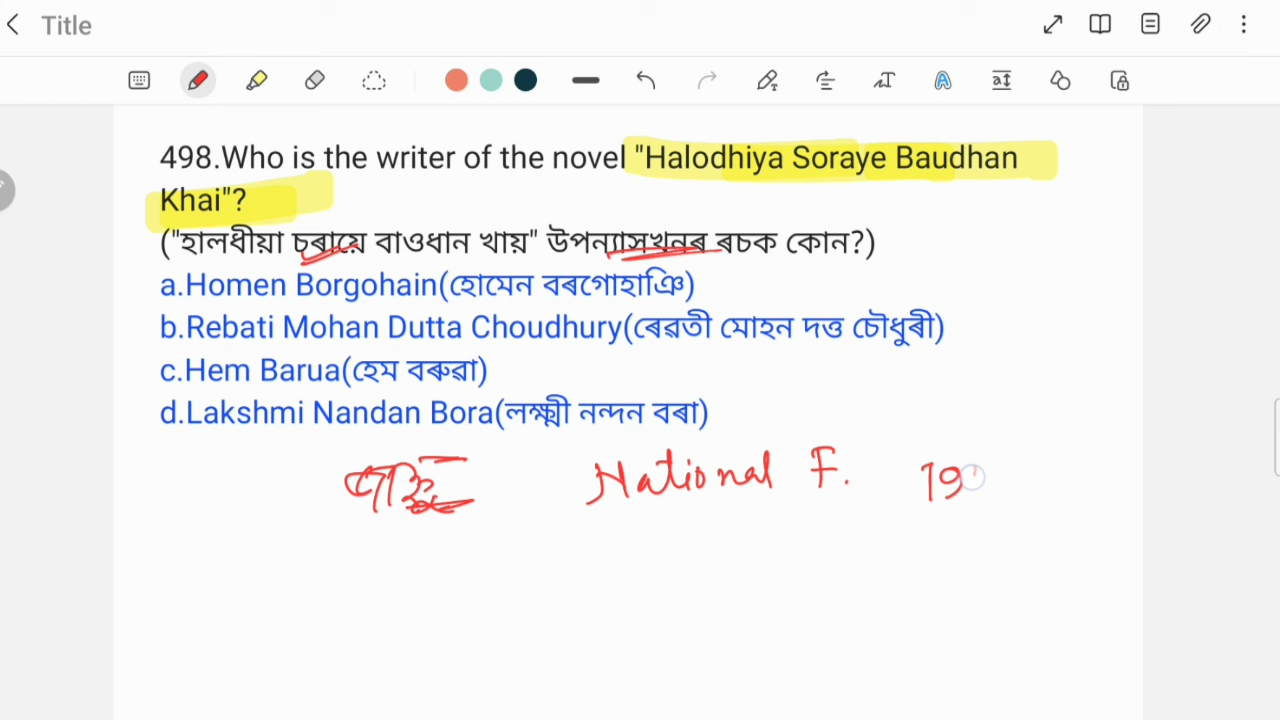 Title
498.Who is the writer of the novel "Halodhiya Soraye Baudhan
Khai"?
("হালধীয়া চৰায়ে বাওধান খায়" উপন্যাসখনৰ ৰচক কোন?)
a.Homen Borgohain(হোমেন বৰগোহাঞি)
b.Rebati Mohan Dutta Choudhury(ৰেৱতী মোহন দত্ত চৌধুৰী)
c.Hem Barua(হেম বৰুৱা)
d.Lakshmi Nandan Bora(লক্ষ্মী নন্দন বৰা)
National F. 19